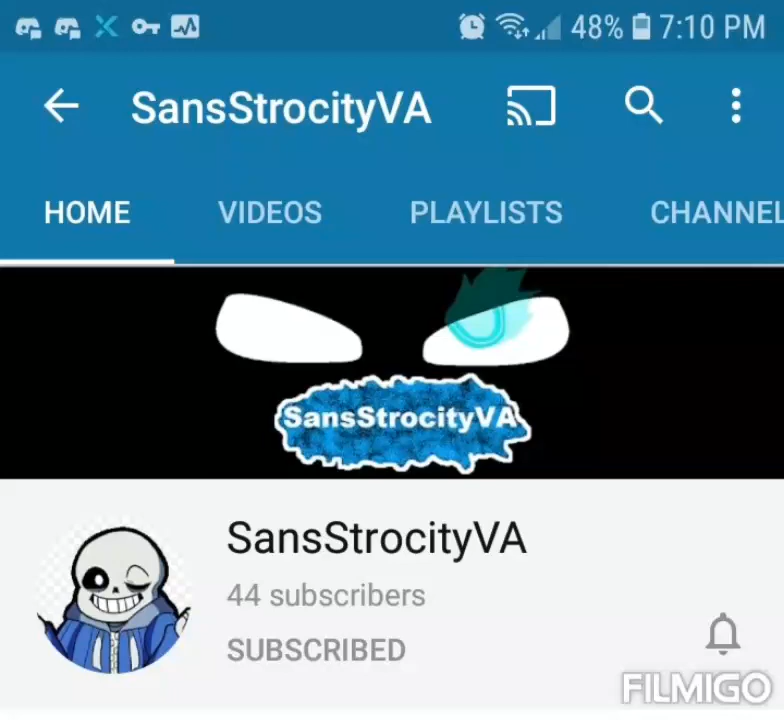 48% 7:10 PM
SansStrocityVA
HOME VIDEOS PLAYLISTS CHANNEL
SansStrocityVA
SansStrocityVA
44 subscribers
SUBSCRIBED
FILMIGO